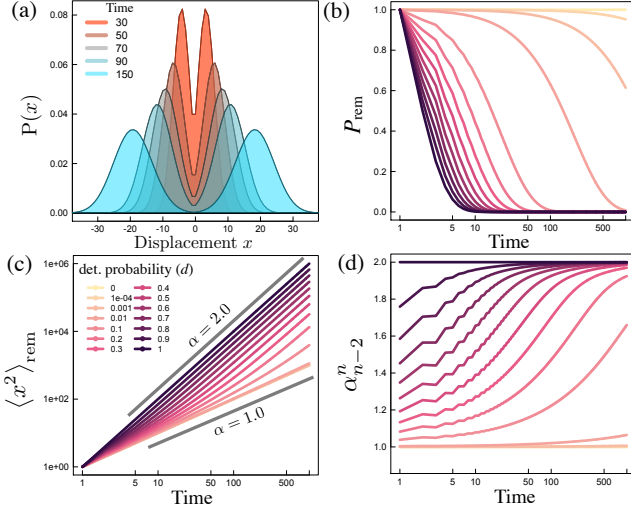 (a)
Time
30
50
70
90
150
P(x)
0.08
0.06
0.04
0.02
0.00
-30 -20 -10 0 10 20 30
Displacement x
(b)
P_rem
1.0
0.8
0.6
0.4
0.2
0.0
1 5 10 50 100 500
Time
(c)
det. probability (d)
0 0.4
1e-04 0.5
0.001 0.6
0.01 0.7
0.1 0.8
0.2 0.9
0.3 1
α = 2.0
α = 1.0
⟨x²⟩_rem
1e+06
1e+04
1e+02
1e+00
1 5 10 50 100 500
Time
(d)
α^n_{n−2}
2.0
1.8
1.6
1.4
1.2
1.0
1 5 10 50 100 500
Time